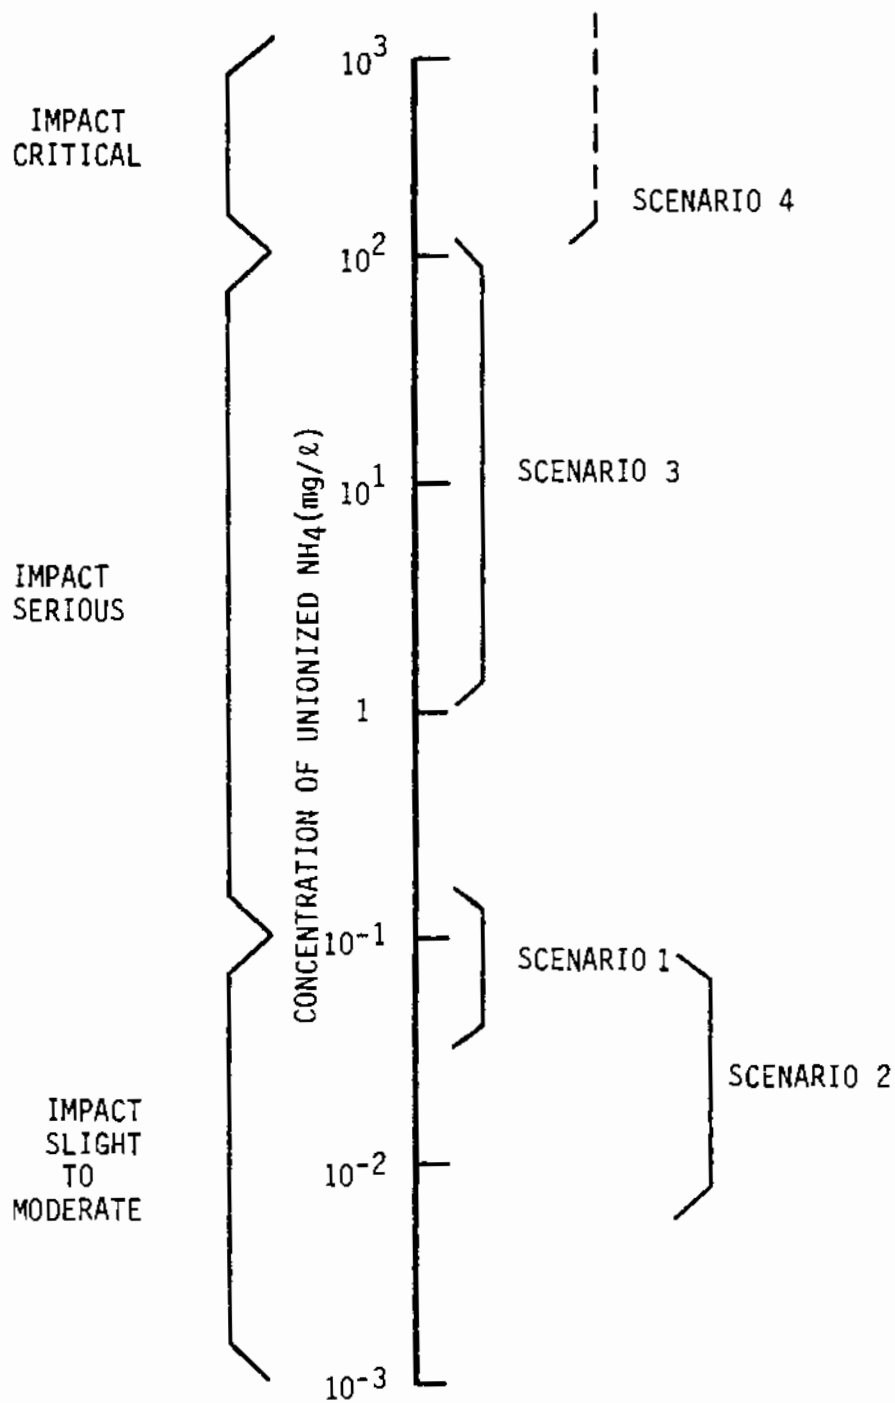 10³
IMPACT
CRITICAL
SCENARIO 4
10²
SCENARIO 3
10¹
CONCENTRATION OF UNIONIZED NH₄(mg/ℓ)
IMPACT
SERIOUS
1
10⁻¹
SCENARIO 1
SCENARIO 2
IMPACT
SLIGHT
TO
MODERATE
10⁻²
10⁻³